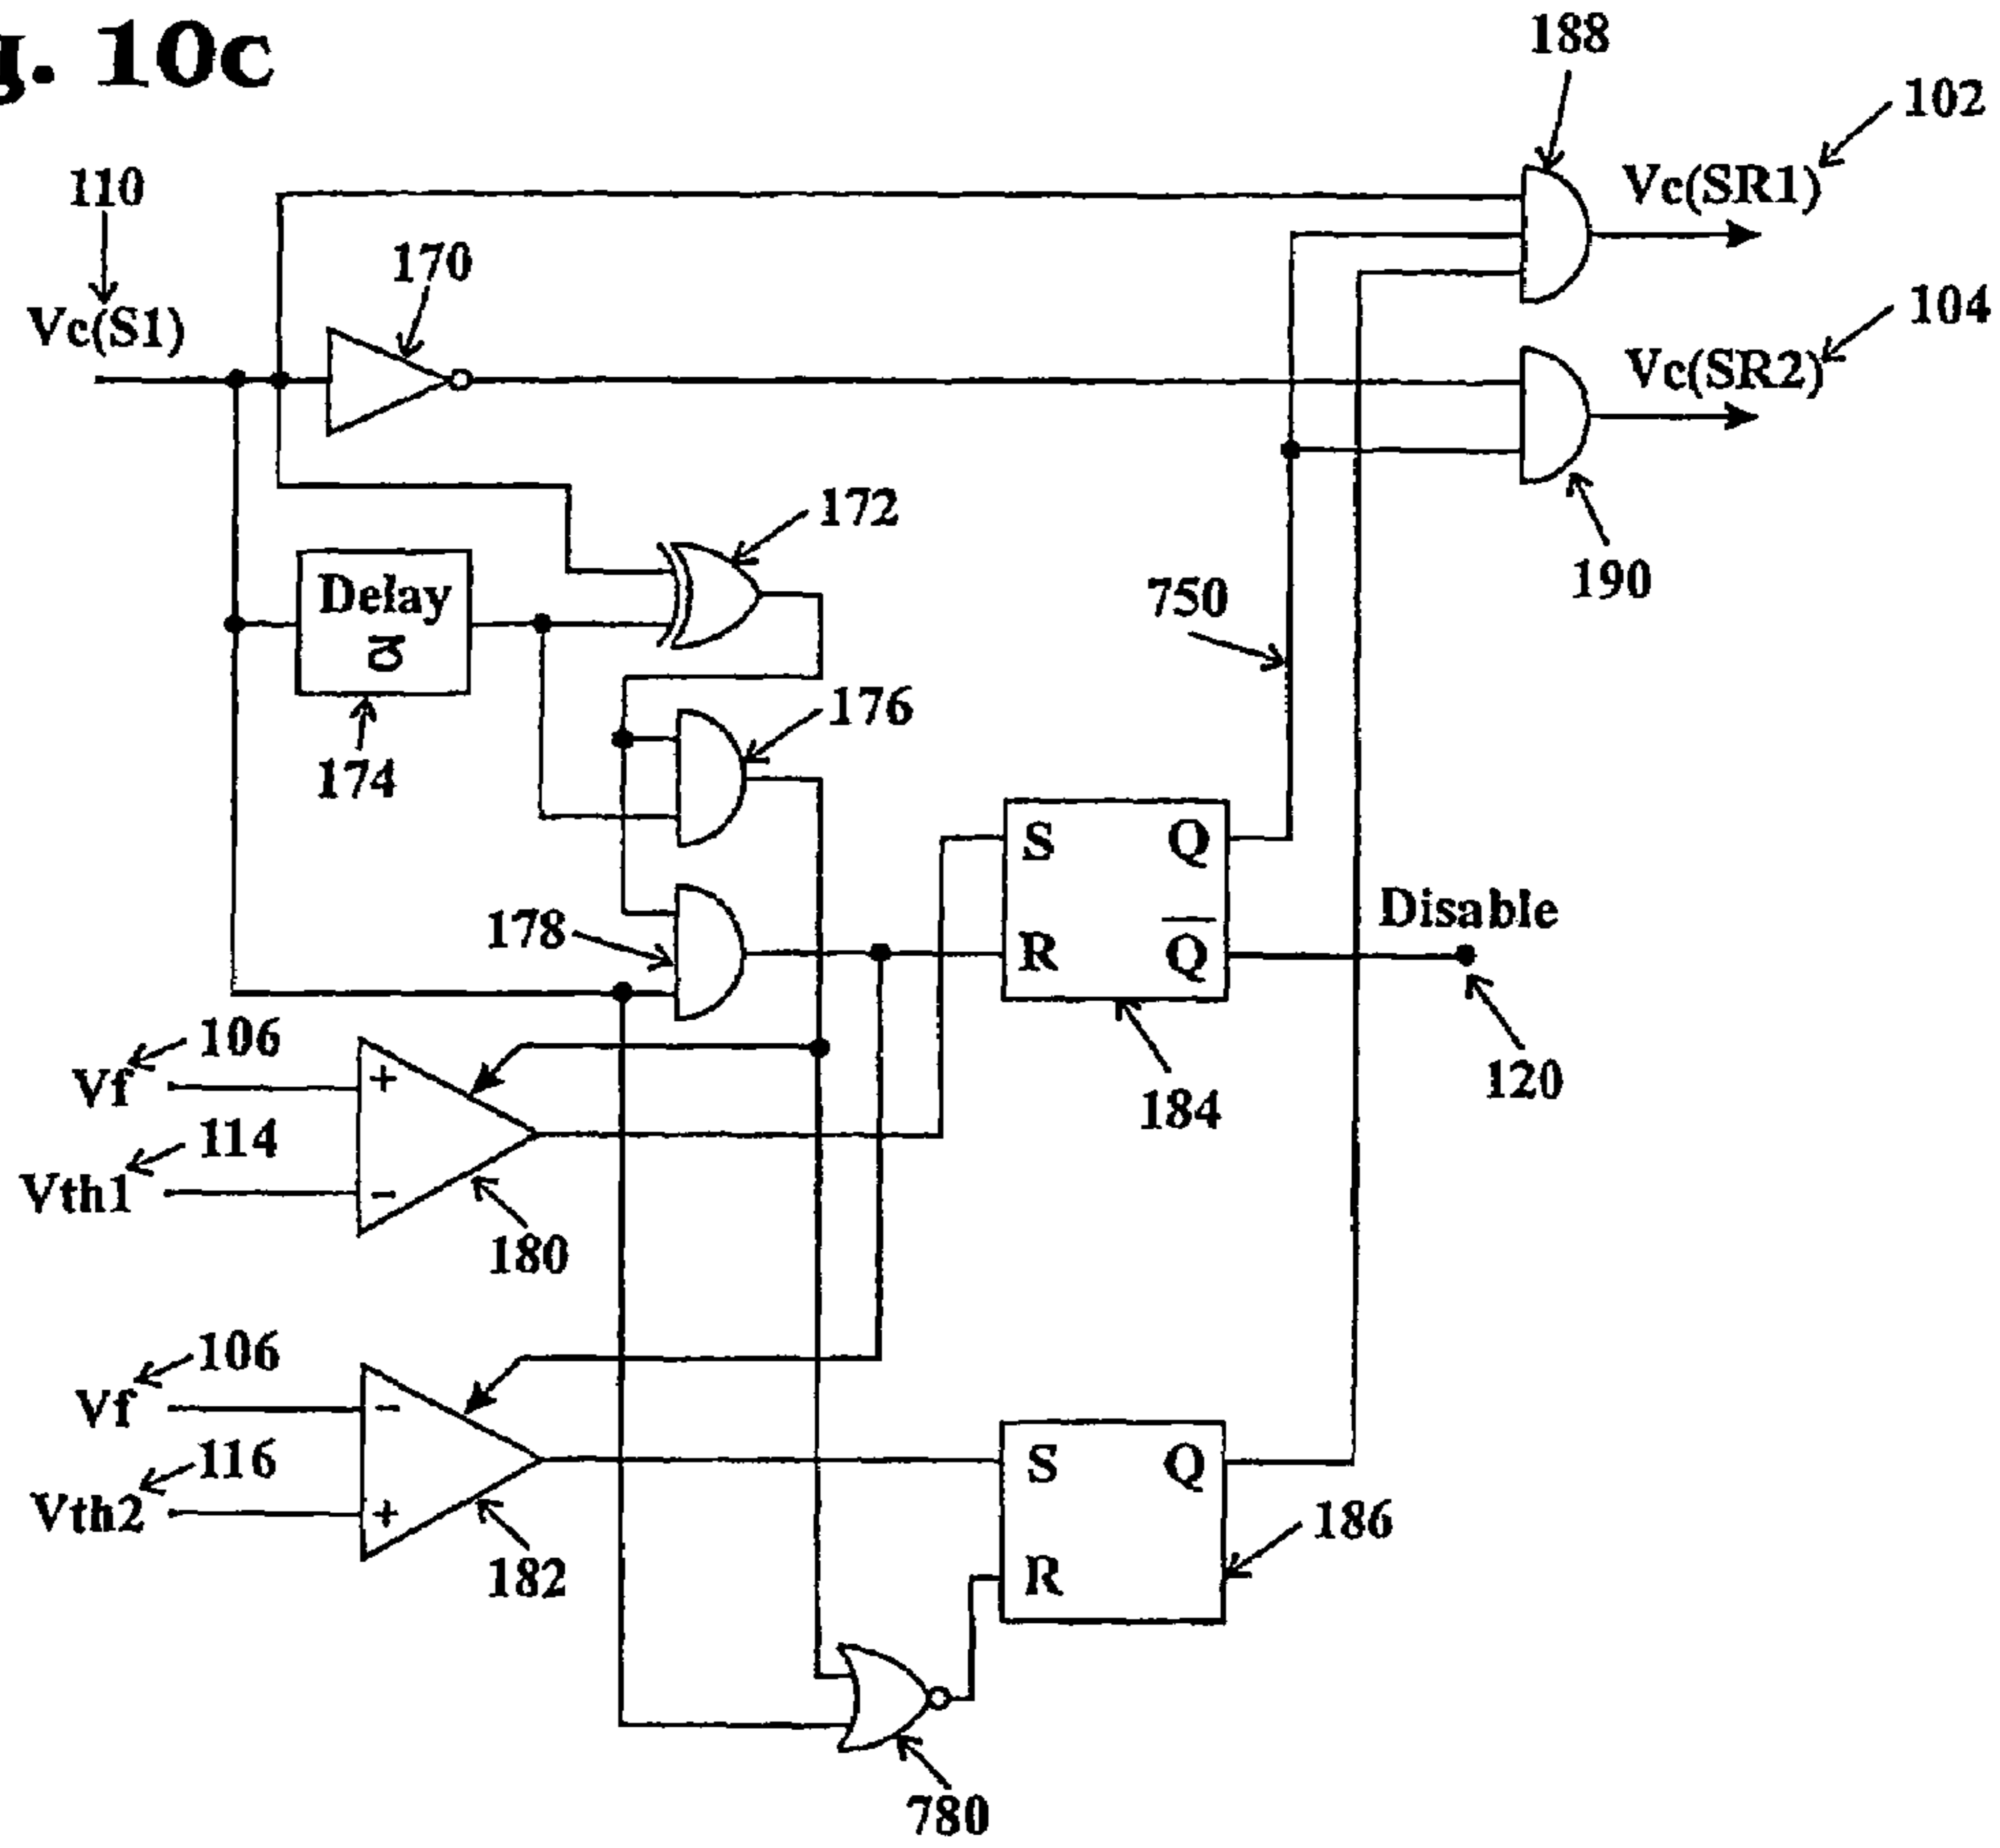 g. 10c
188
102
110
Vc(SR1)
170
Vc(S1)
104
Vc(SR2)
172
190
750
Delay
174
176
S Q
178
Disable
R Q
106
Vf
120
184
114
Vth1
180
106
Vf
116
S Q
Vth2
186
182
R
780